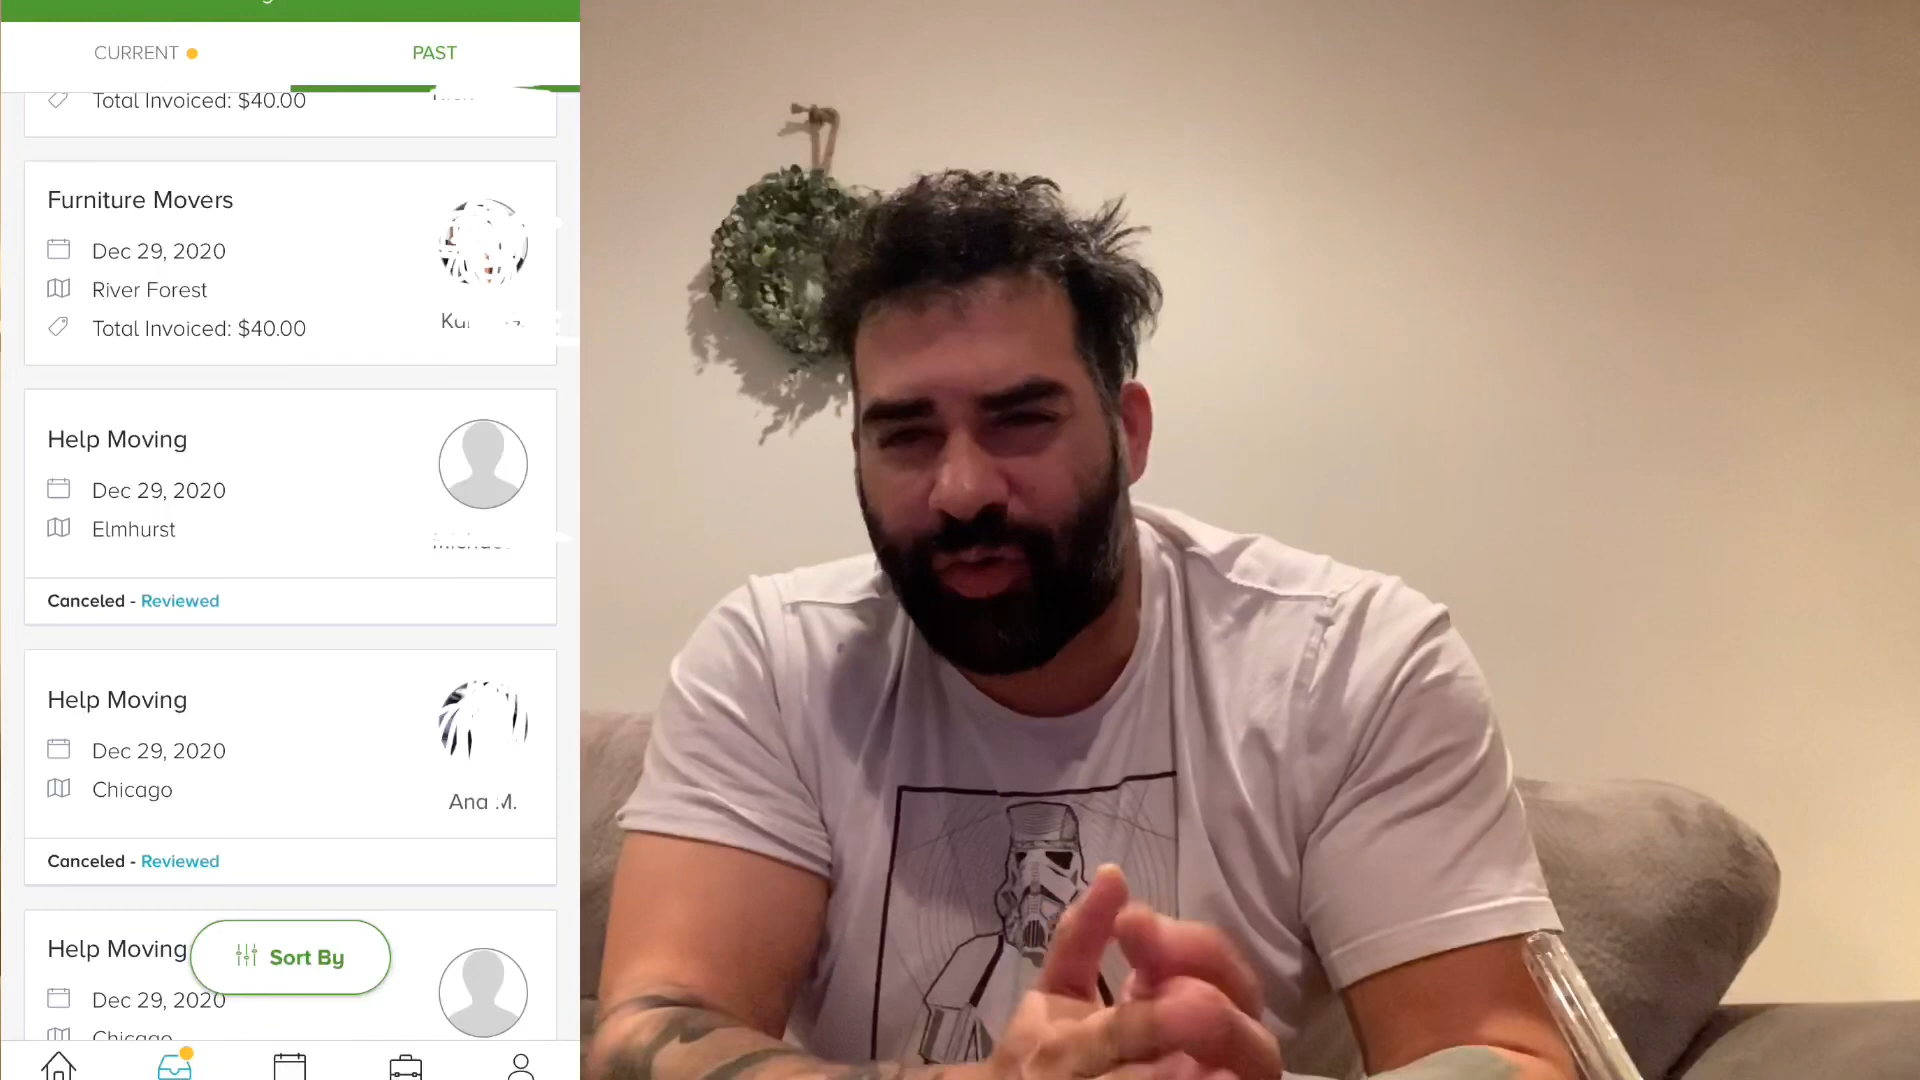 CURRENT
PAST
Total Invoiced: $40.00
Furniture Movers
Dec 29, 2020
River Forest
Total Invoiced: $40.00
Help Moving
Dec 29, 2020
Elmhurst
Canceled - Reviewed
Help Moving
Dec 29, 2020
Chicago
Ana M.
Canceled - Reviewed
Help Moving
Sort By
Dec 29, 2020
Chicago